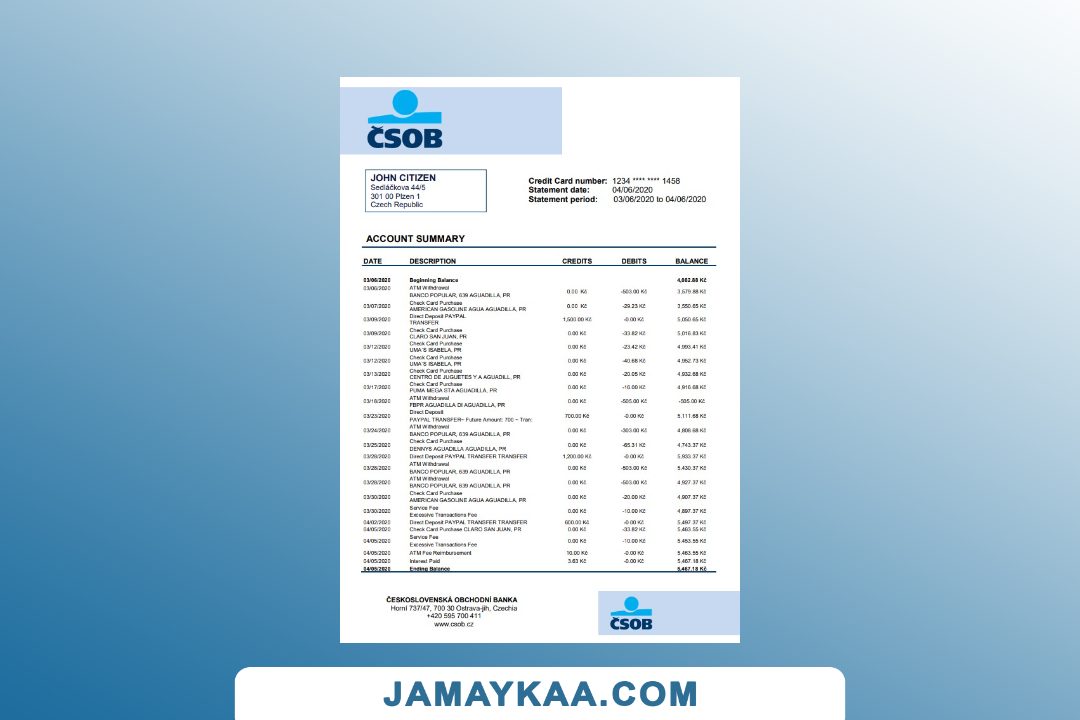 ČSOB
JOHN CITIZEN
Sedláčkova 44/5
301 00 Plzen 1
Czech Republic
Credit Card number: 1234 **** **** 1458
Statement date: 04/06/2020
Statement period: 03/06/2020 to 04/06/2020
ACCOUNT SUMMARY
DATE DESCRIPTION CREDITS DEBITS BALANCE
03/06/2020 Beginning Balance 4,082.88 Kč
03/06/2020 ATM Withdrawal
BANCO POPULAR, 639 AGUADILLA, PR 0.00 Kč -503.00 Kč 3,579.88 Kč
03/07/2020 Check Card Purchase
AMERICAN GASOLINE AGUA AGUADILLA, PR 0.00 Kč -29.23 Kč 3,550.65 Kč
03/09/2020 Direct Deposit PAYPAL
TRANSFER 1,500.00 Kč -0.00 Kč 5,050.65 Kč
03/09/2020 Check Card Purchase
CLARO SAN JUAN, PR 0.00 Kč -33.82 Kč 5,016.83 Kč
03/12/2020 Check Card Purchase
UMA'S ISABELA, PR 0.00 Kč -23.42 Kč 4,993.41 Kč
03/12/2020 Check Card Purchase
UMA'S ISABELA, PR 0.00 Kč -40.68 Kč 4,952.73 Kč
03/13/2020 Check Card Purchase
CENTRO DE JUGUETES Y A AGUADILL, PR 0.00 Kč -20.05 Kč 4,932.68 Kč
03/17/2020 Check Card Purchase
PUMA MEGA STA AGUADILLA, PR 0.00 Kč -16.00 Kč 4,916.68 Kč
03/18/2020 ATM Withdrawal
FBPR AGUADILLA DI AGUADILLA, PR 0.00 Kč -505.00 Kč -505.00 Kč
03/23/2020 Direct Deposit
PAYPAL TRANSFER~ Future Amount: 700 ~ Tran: 700.00 Kč -0.00 Kč 5,111.68 Kč
03/24/2020 ATM Withdrawal
BANCO POPULAR, 639 AGUADILLA, PR 0.00 Kč -303.00 Kč 4,808.68 Kč
03/25/2020 Check Card Purchase
DENNYS AGUADILLA AGUADILLA, PR 0.00 Kč -65.31 Kč 4,743.37 Kč
03/28/2020 Direct Deposit PAYPAL TRANSFER TRANSFER 1,200.00 Kč -0.00 Kč 5,933.37 Kč
03/28/2020 ATM Withdrawal
BANCO POPULAR, 639 AGUADILLA, PR 0.00 Kč -503.00 Kč 5,430.37 Kč
03/28/2020 ATM Withdrawal
BANCO POPULAR, 639 AGUADILLA, PR 0.00 Kč -503.00 Kč 4,927.37 Kč
03/30/2020 Check Card Purchase
AMERICAN GASOLINE AGUA AGUADILLA, PR 0.00 Kč -20.00 Kč 4,907.37 Kč
03/30/2020 Service Fee
Excessive Transactions Fee 0.00 Kč -10.00 Kč 4,897.37 Kč
04/02/2020 Direct Deposit PAYPAL TRANSFER TRANSFER 600.00 Kč -0.00 Kč 5,497.37 Kč
04/05/2020 Check Card Purchase CLARO SAN JUAN, PR 0.00 Kč -33.82 Kč 5,463.55 Kč
04/05/2020 Service Fee
Excessive Transactions Fee 0.00 Kč -10.00 Kč 5,453.55 Kč
04/05/2020 ATM Fee Reimbursement 10.00 Kč -0.00 Kč 5,463.55 Kč
04/05/2020 Interest Paid 3.63 Kč -0.00 Kč 5,467.18 Kč
04/05/2020 Ending Balance 5,467.18 Kč
ČESKOSLOVENSKÁ OBCHODNÍ BANKA
Horní 737/47, 700 30 Ostrava-jih, Czechia
+420 595 700 411
www.csob.cz
ČSOB
JAMAYKAA.COM